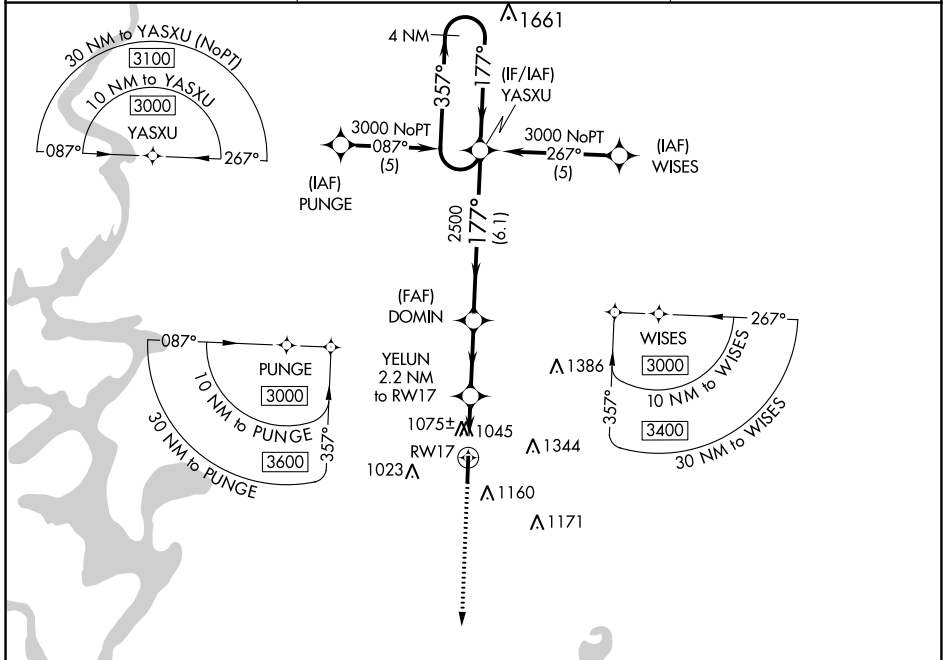 1661
4 NM
357°
177°
(IF/IAF)
YASXU
30 NM to YASXU (NoPT)
3100
10 NM to YASXU
3000
YASXU
087°
267°
3000 NoPT
087°
(5)
(IAF)
PUNGE
3000 NoPT
267°
(5)
(IAF)
WISES
2500
177°
(6.1)
(FAF)
DOMIN
YELUN
2.2 NM
to RW17
1075±
1045
RW17
1023
1386
1344
1160
1171
087°
PUNGE
3000
10 NM to PUNGE
3600
30 NM to PUNGE
357°
WISES
267°
3000
10 NM to WISES
3400
30 NM to WISES
357°